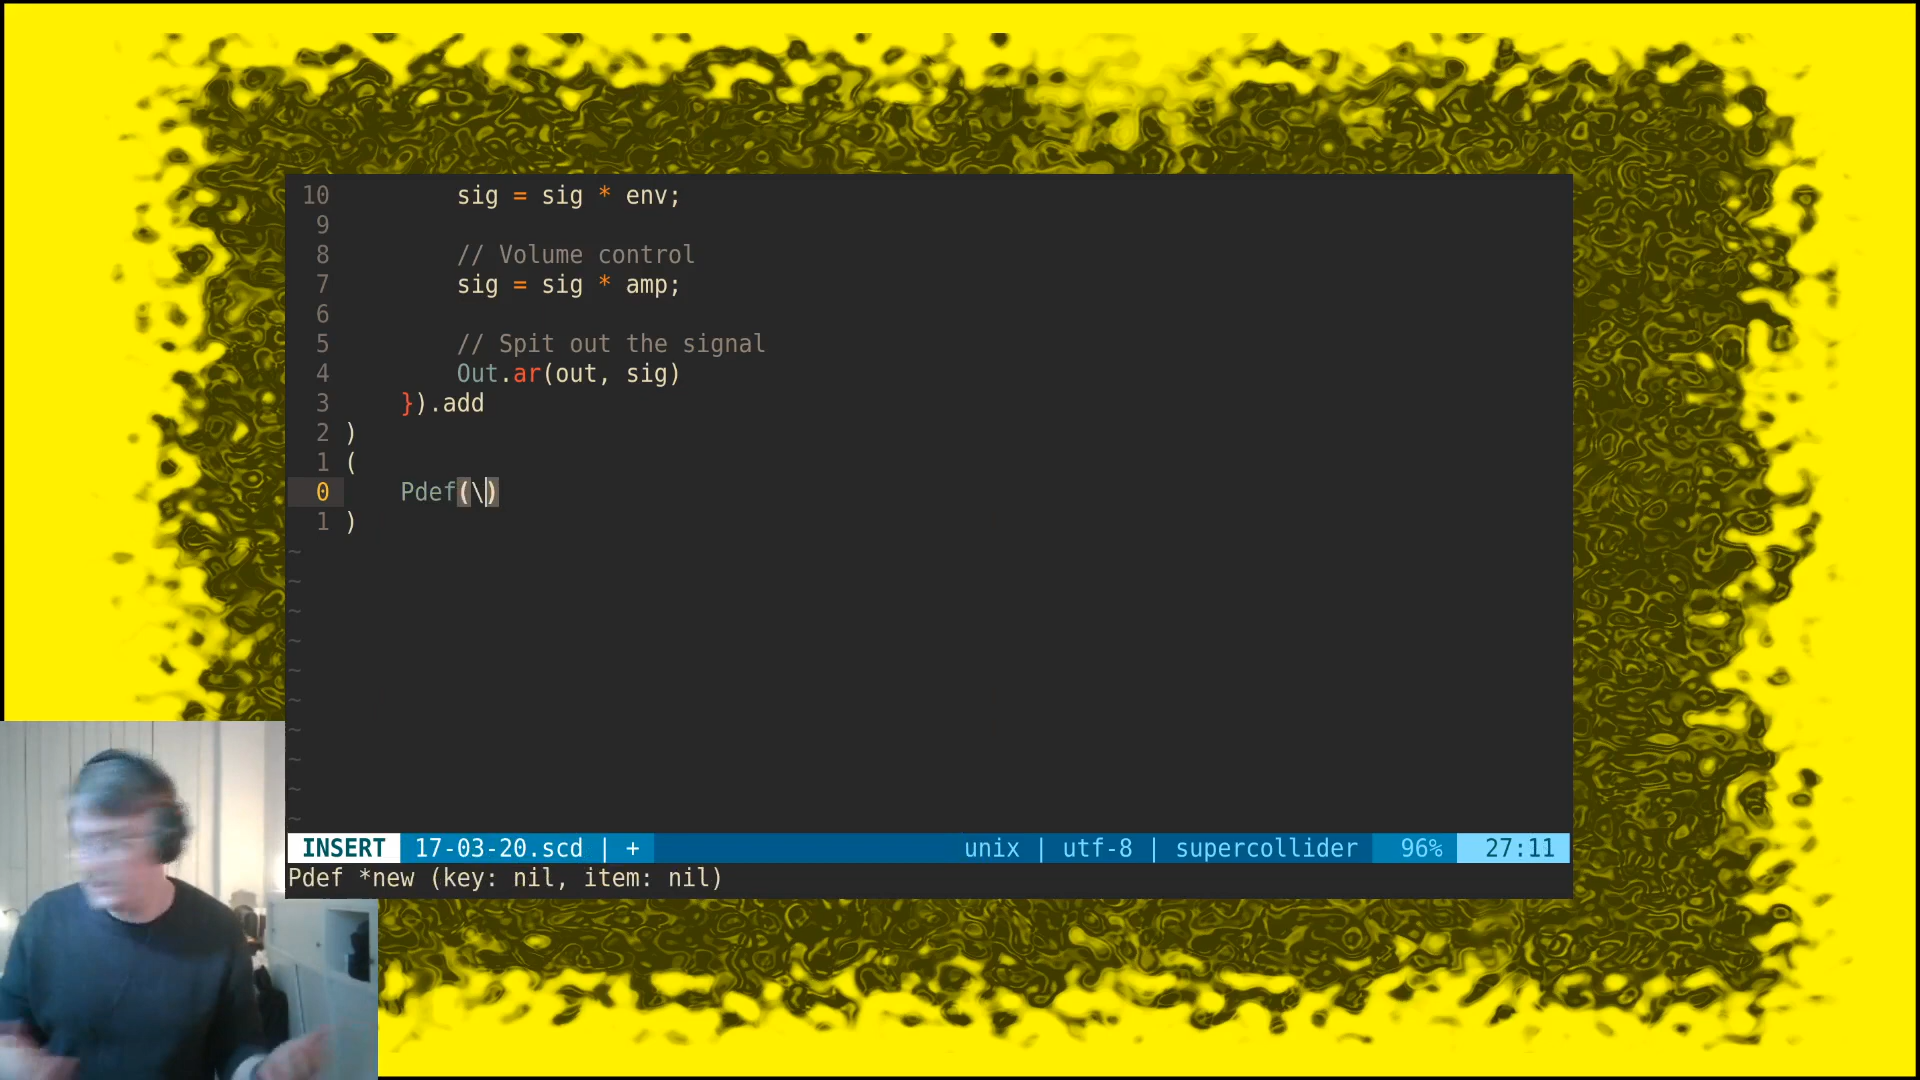 10 sig = sig * env;
9
8 // Volume control
7 sig = sig * amp;
6
5 // Spit out the signal
4 Out.ar(out, sig)
3 }).add
2 )
1 (
0 Pdef(\)
1 )
~
~
~
~
~
~
~
~
~
~
INSERT 17-03-20.scd | + unix | utf-8 | supercollider 96% 27:11
Pdef *new (key: nil, item: nil)